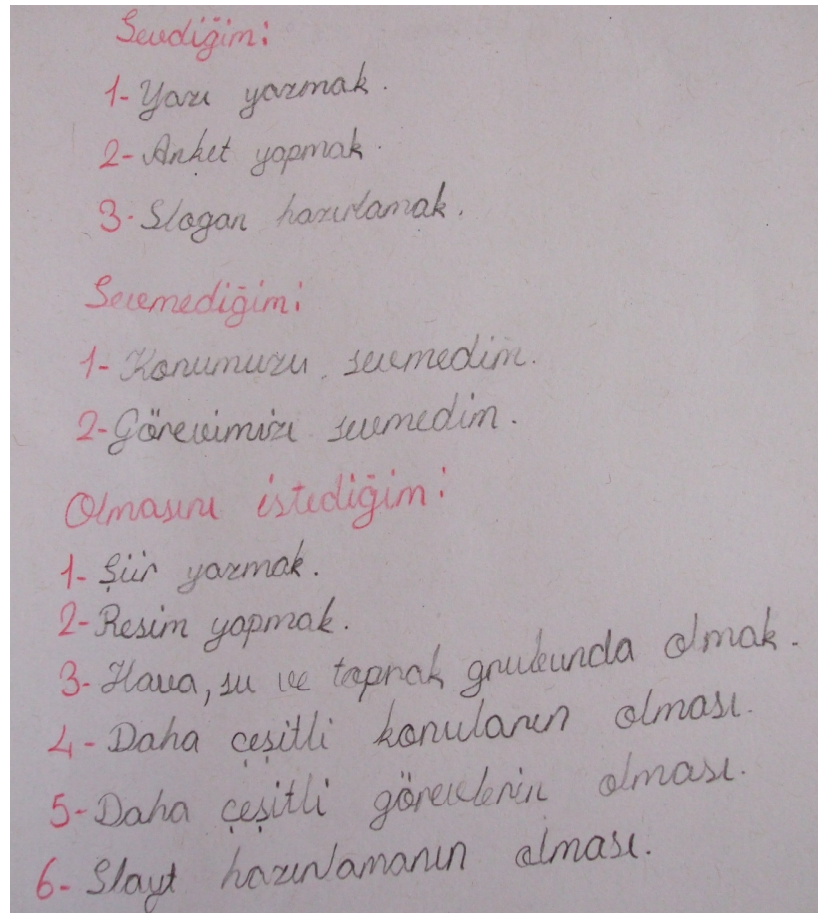 Sevdiğim:
1- Yazı yazmak.
2- Anket yapmak.
3- Slogan hazırlamak.
Sevmediğim:
1- Konumuzu sevmedim.
2- Görevimizi sevmedim.
Olmasını istediğim:
1- Şiir yazmak.
2- Resim yapmak.
3- Hava, su ve toprak grubunda olmak.
4- Daha çeşitli konuların olması.
5- Daha çeşitli görevlerin olması.
6- Slayt hazırlamanın olması.